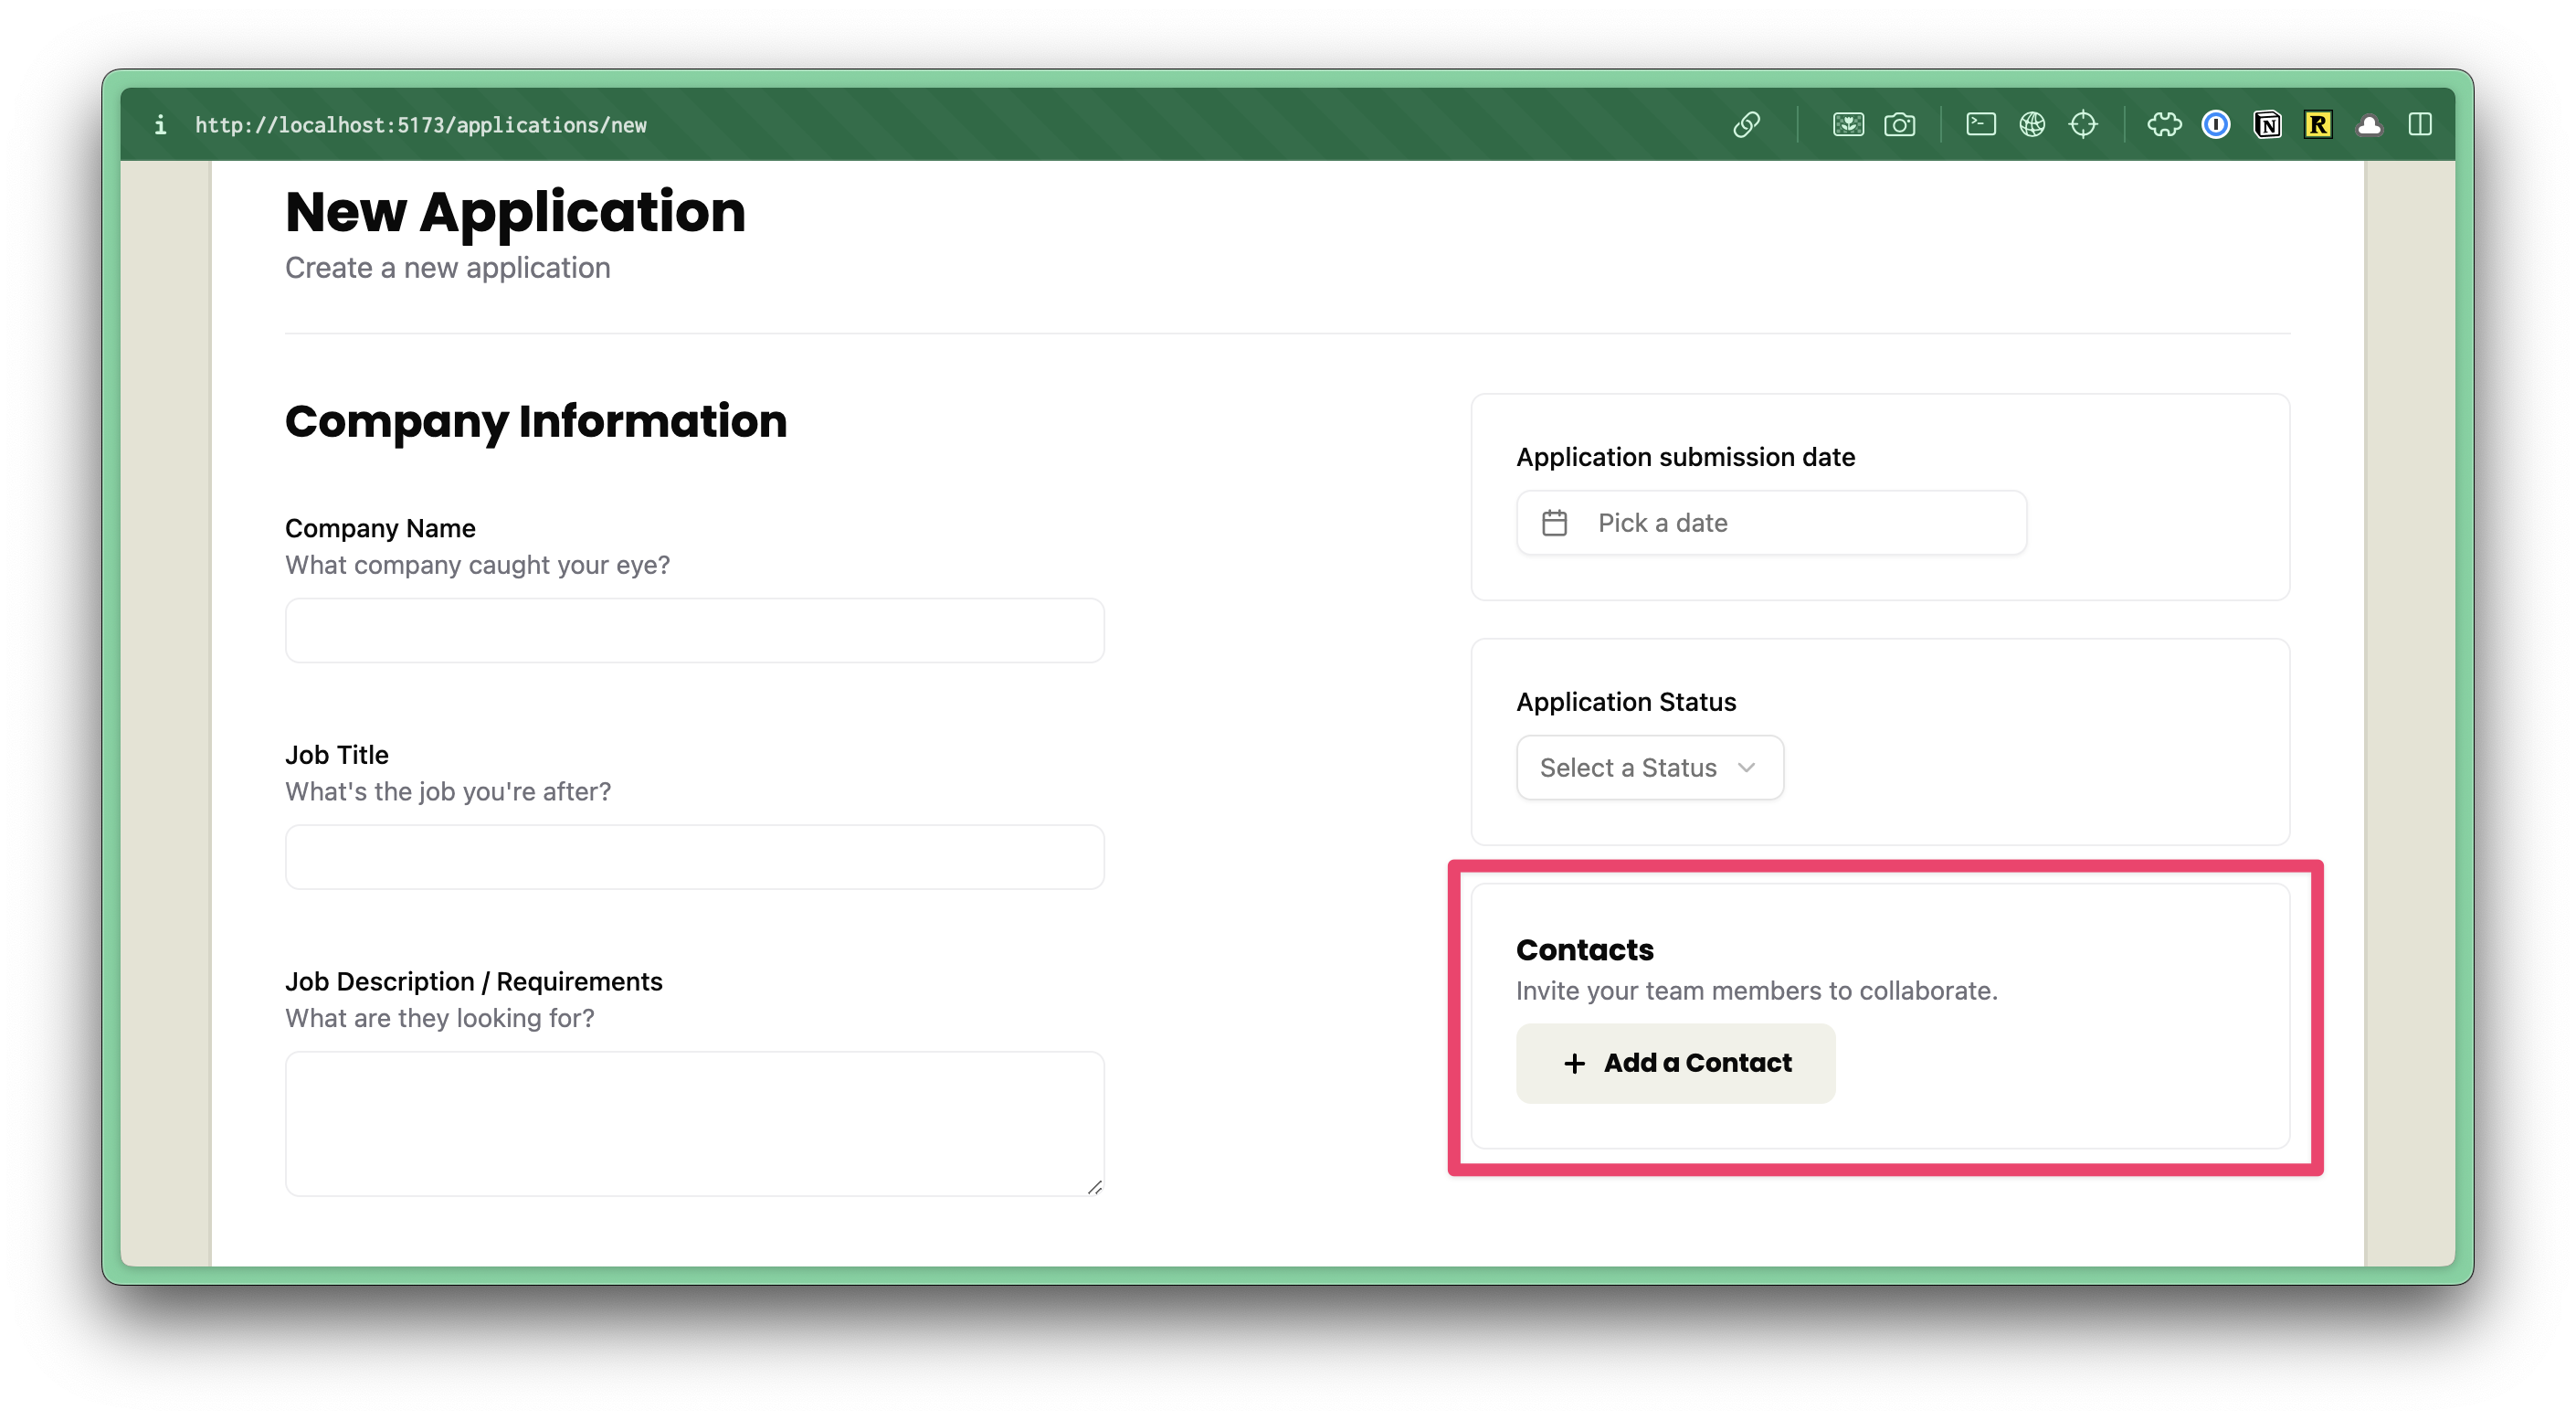 http://localhost:5173/applications/new
New Application
Create a new application
Company Information
Company Name
What company caught your eye?
Job Title
What's the job you're after?
Job Description / Requirements
What are they looking for?
Application submission date
Pick a date
Application Status
Select a Status
Contacts
Invite your team members to collaborate.
+ Add a Contact